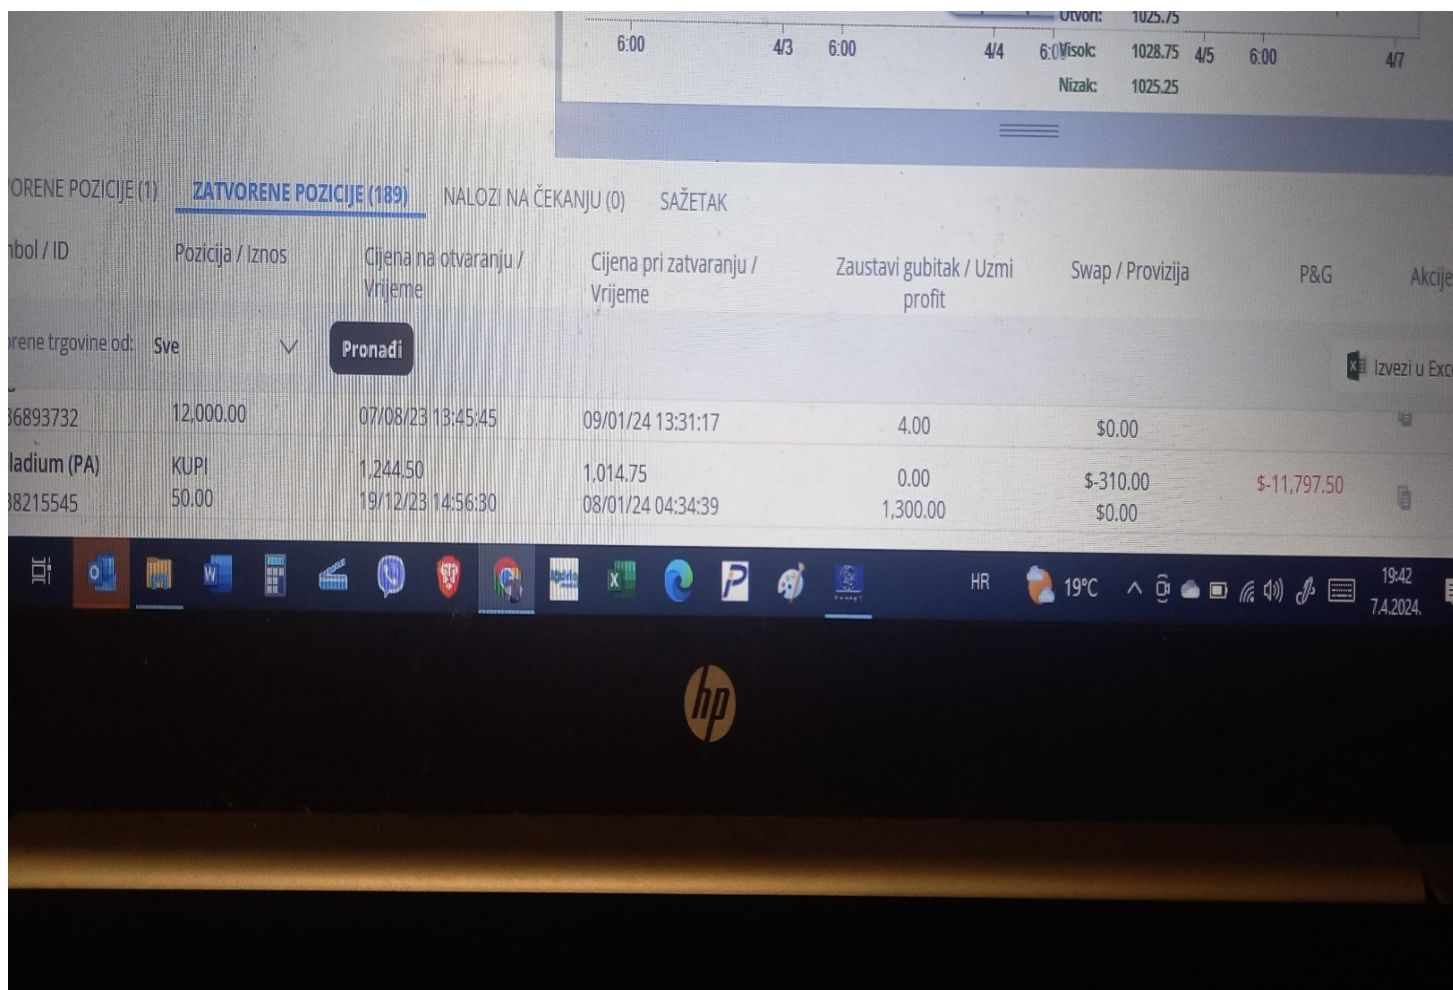 Otvori: 1025.75
6:00 4/3 6:00 4/4 6:0 Visok: 1028.75 4/5 6:00 4/7
Nizak: 1025.25
ORENE POZICIJE (1) ZATVORENE POZICIJE (189) NALOZI NA ČEKANJU (0) SAŽETAK
nbol / ID Pozicija / Iznos Cijena na otvaranju / Vrijeme Cijena pri zatvaranju / Vrijeme Zaustavi gubitak / Uzmi profit Swap / Provizija P&G Akcije
rene trgovine od: Sve Pronađi
Izvezi u Exc
36893732 12,000.00 07/08/23 13:45:45 09/01/24 13:31:17 4.00 $0.00
ladium (PA) KUPI 1,244.50 1,014.75 0.00 $-310.00 $-11,797.50
38215545 50.00 19/12/23 14:56:30 08/01/24 04:34:39 1,300.00 $0.00
HR 19°C 19:42
7.4.2024.
hp